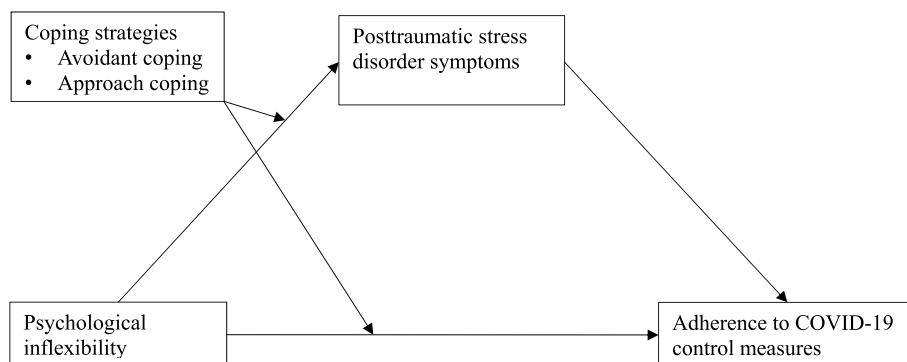 Coping strategies
• Avoidant coping
• Approach coping
Posttraumatic stress
disorder symptoms
Psychological
inflexibility
Adherence to COVID-19
control measures